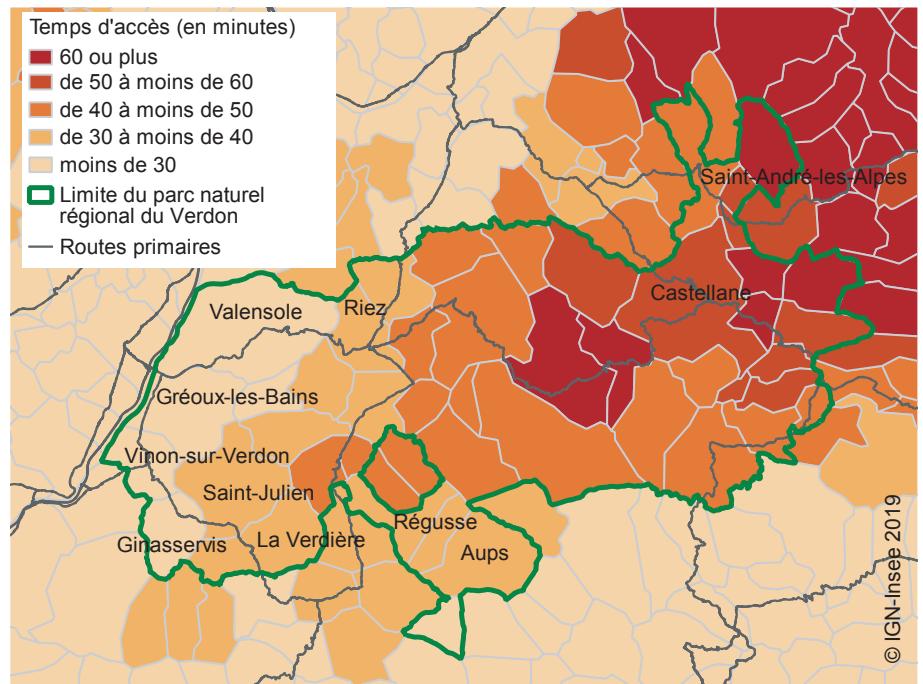 Temps d'accès (en minutes)
60 ou plus
de 50 à moins de 60
de 40 à moins de 50
de 30 à moins de 40
moins de 30
Limite du parc naturel
régional du Verdon
Routes primaires
Saint-André-les-Alpes
Castellane
Valensole
Riez
Gréoux-les-Bains
Vinon-sur-Verdon
Saint-Julien
Régusse
Ginasservis
La Verdière
Aups
© IGN-Insee 2019